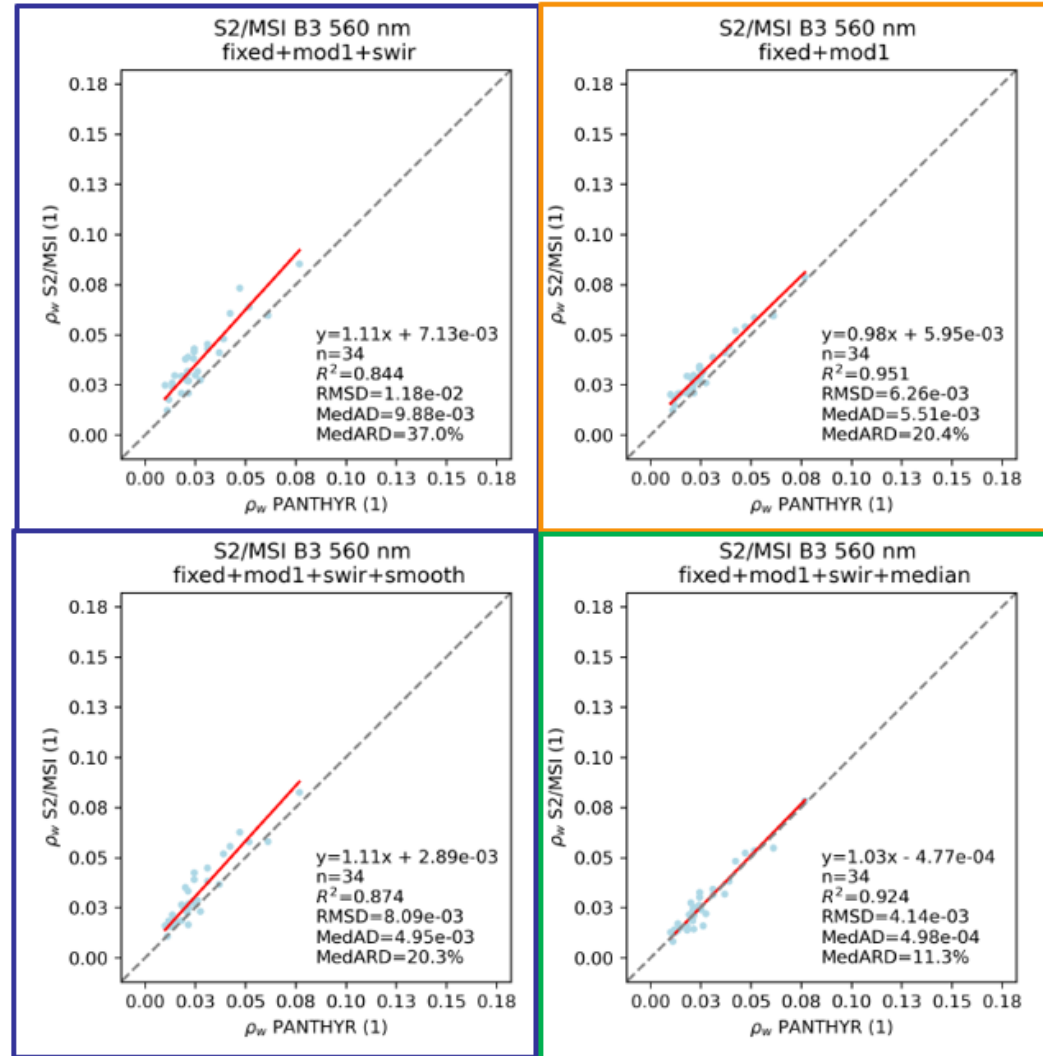 S2/MSI B3 560 nm
fixed+mod1+swir
0.18
0.15
0.13
0.10
0.08
0.05
0.03
0.00
ρw S2/MSI (1)
y=1.11x + 7.13e-03
n=34
R²=0.844
RMSD=1.18e-02
MedAD=9.88e-03
MedARD=37.0%
0.00 0.03 0.05 0.08 0.10 0.13 0.15 0.18
ρw PANTHYR (1)
S2/MSI B3 560 nm
fixed+mod1
0.18
0.15
0.13
0.10
0.08
0.05
0.03
0.00
ρw S2/MSI (1)
y=0.98x + 5.95e-03
n=34
R²=0.951
RMSD=6.26e-03
MedAD=5.51e-03
MedARD=20.4%
0.00 0.03 0.05 0.08 0.10 0.13 0.15 0.18
ρw PANTHYR (1)
S2/MSI B3 560 nm
fixed+mod1+swir+smooth
0.18
0.15
0.13
0.10
0.08
0.05
0.03
0.00
ρw S2/MSI (1)
y=1.11x + 2.89e-03
n=34
R²=0.874
RMSD=8.09e-03
MedAD=4.95e-03
MedARD=20.3%
0.00 0.03 0.05 0.08 0.10 0.13 0.15 0.18
ρw PANTHYR (1)
S2/MSI B3 560 nm
fixed+mod1+swir+median
0.18
0.15
0.13
0.10
0.08
0.05
0.03
0.00
ρw S2/MSI (1)
y=1.03x - 4.77e-04
n=34
R²=0.924
RMSD=4.14e-03
MedAD=4.98e-04
MedARD=11.3%
0.00 0.03 0.05 0.08 0.10 0.13 0.15 0.18
ρw PANTHYR (1)